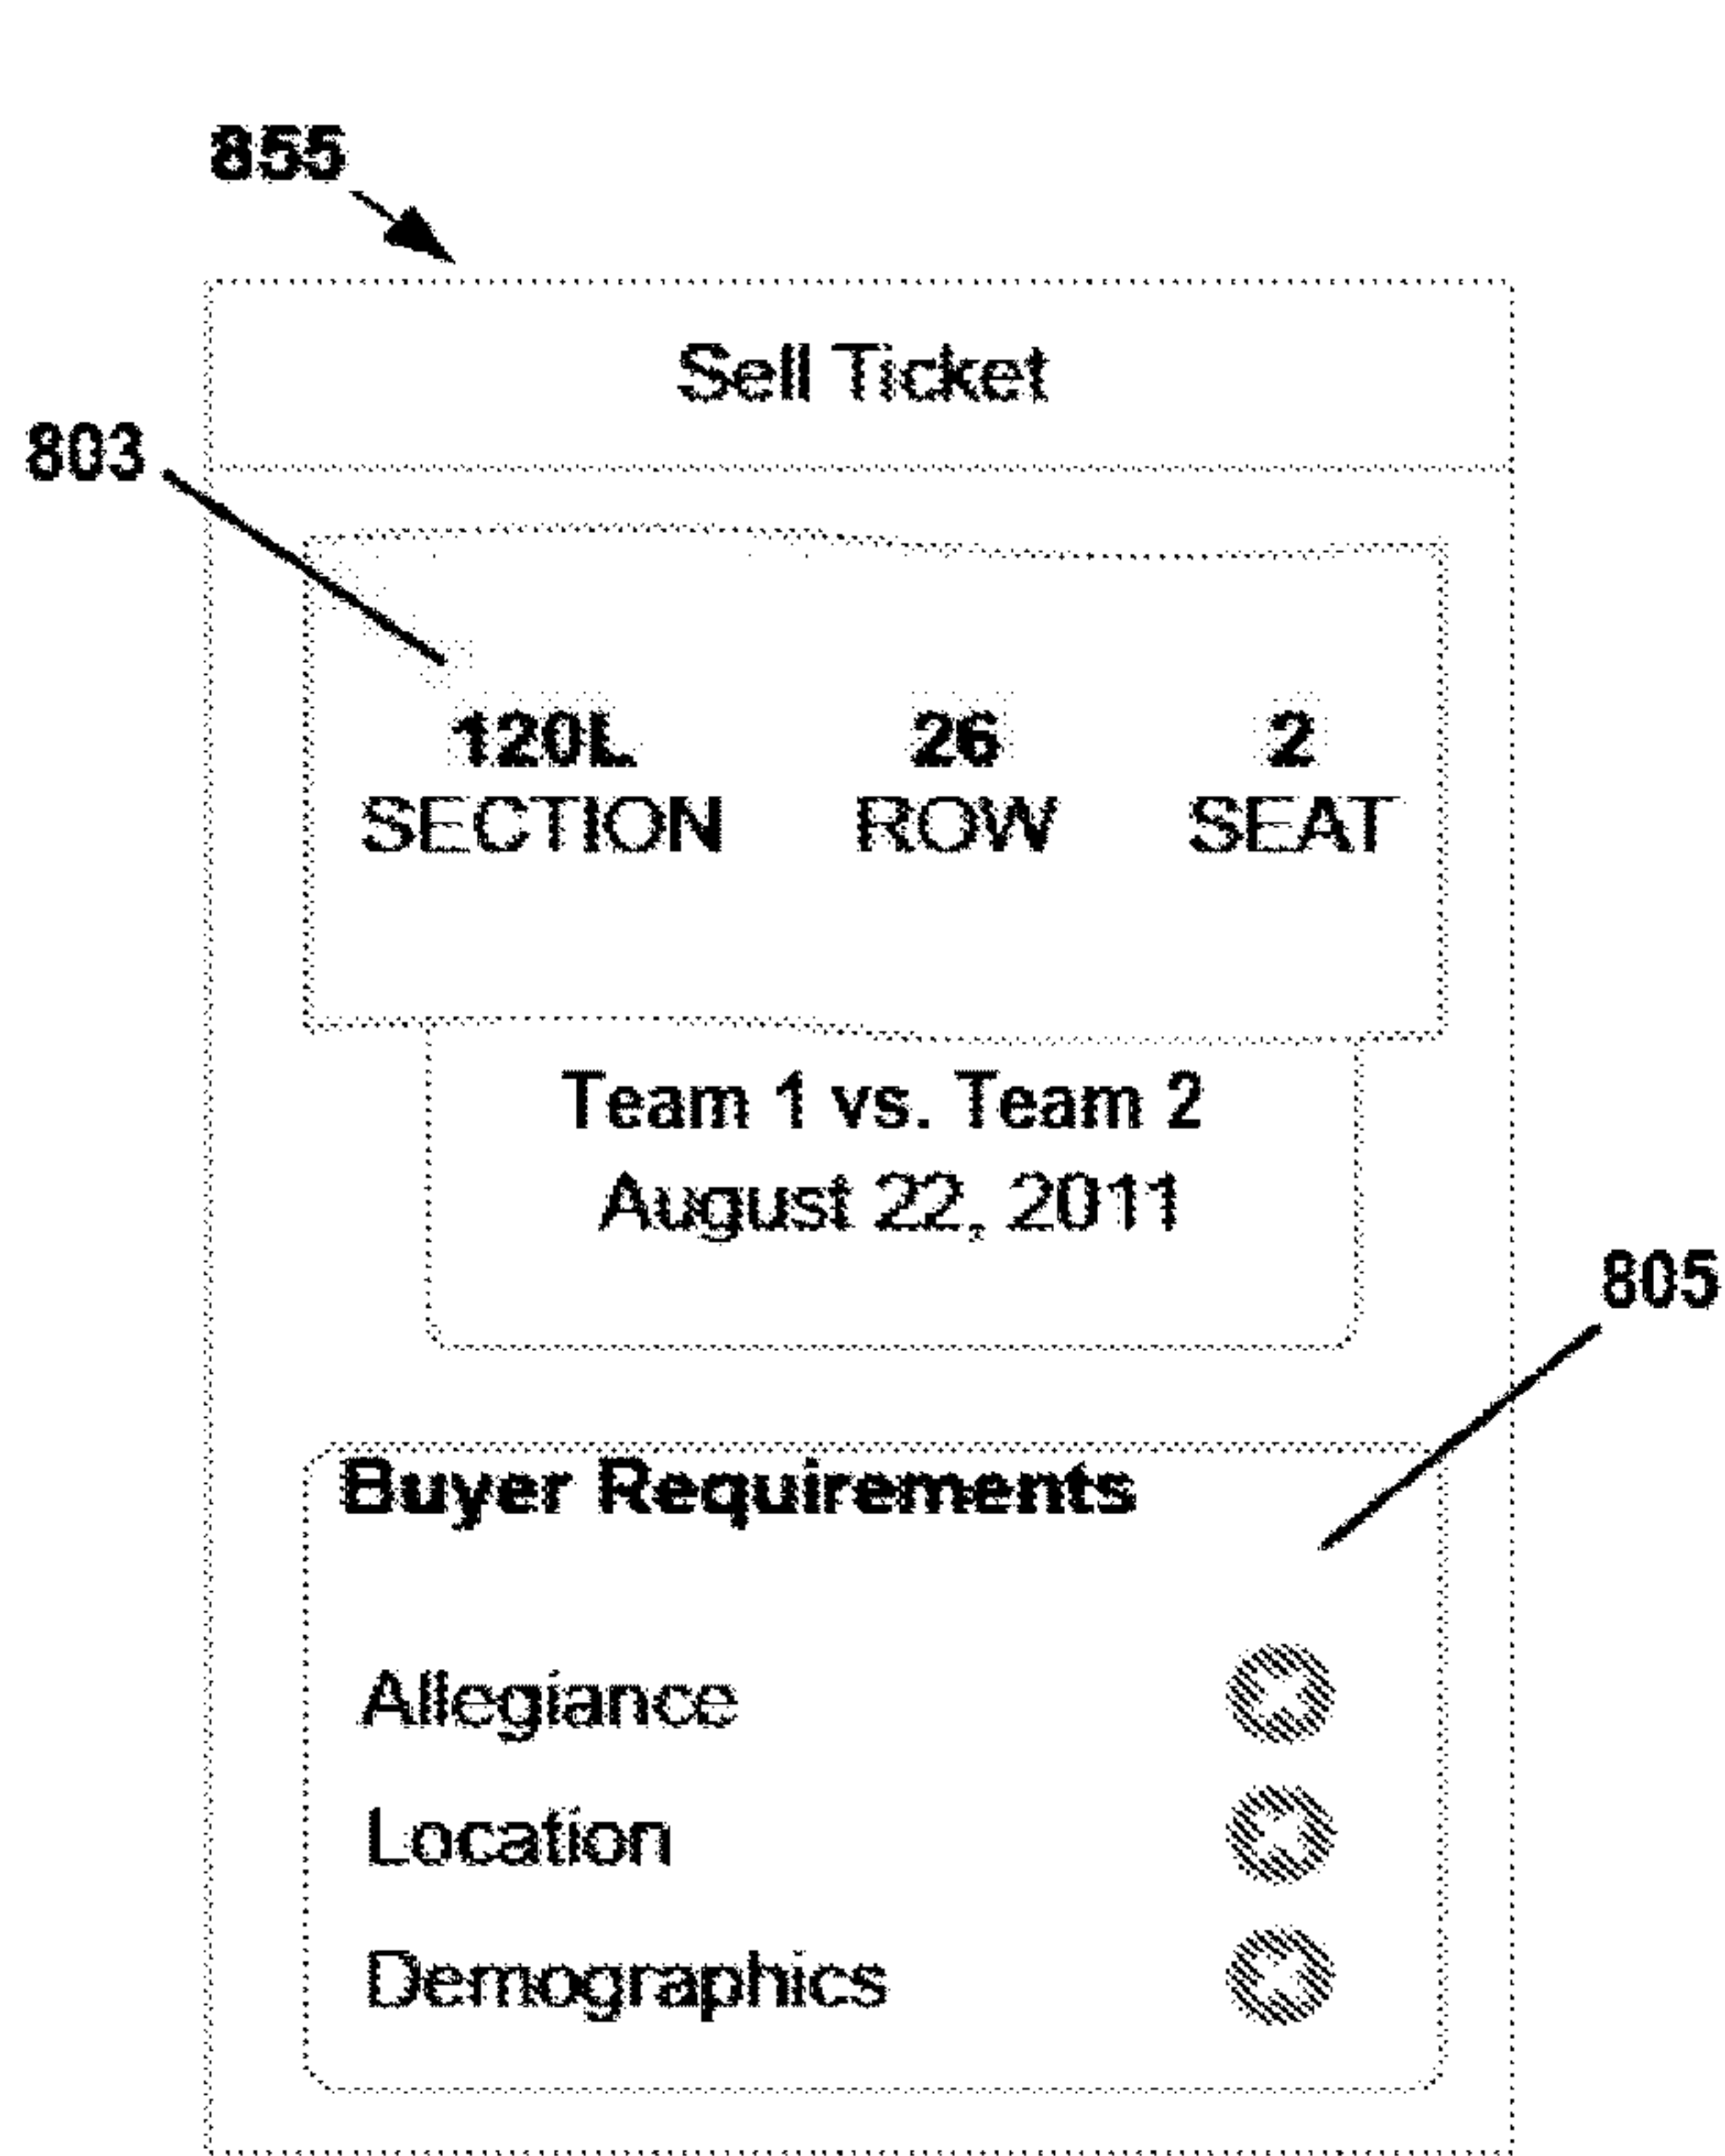 855
Sell Ticket
803
120L 26 2
SECTION ROW SEAT
Team 1 vs. Team 2
August 22, 2011
805
Buyer Requirements
Allegiance
Location
Demographics